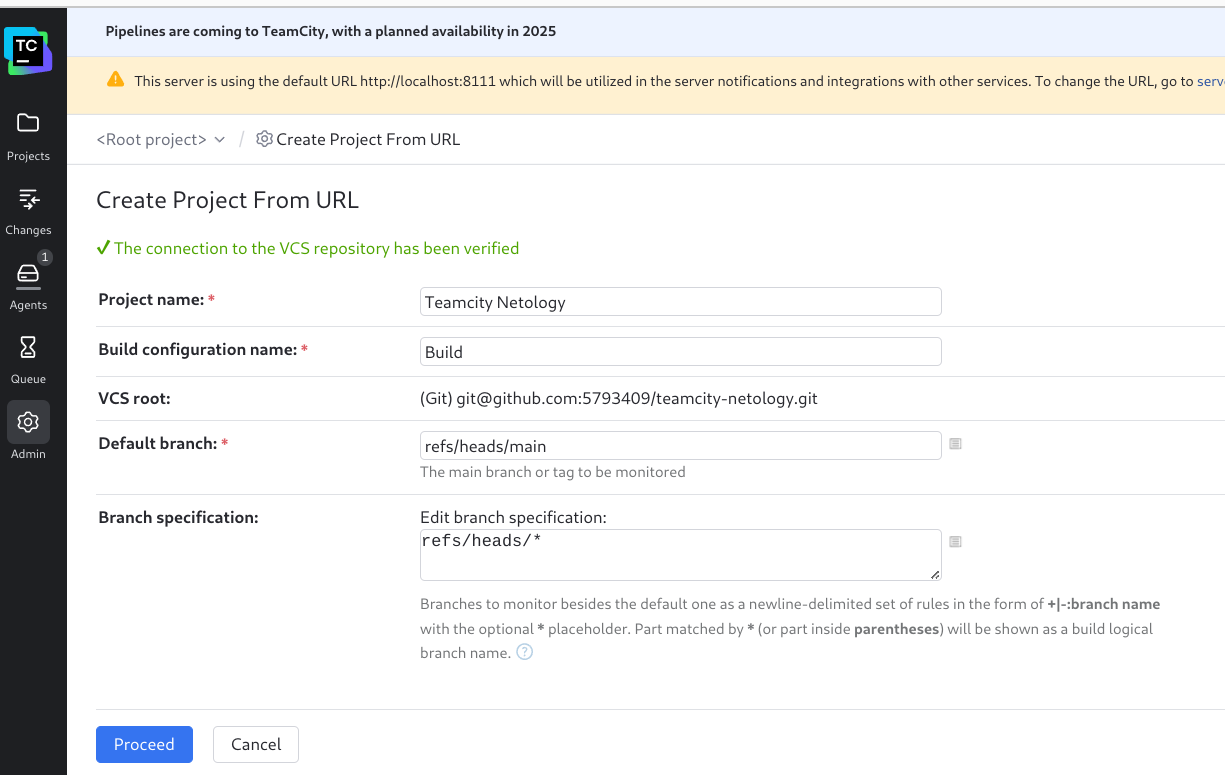 Pipelines are coming to TeamCity, with a planned availability in 2025
TC
This server is using the default URL http://localhost:8111 which will be utilized in the server notifications and integrations with other services. To change the URL, go to serv
<Root project> / Create Project From URL
Projects
Changes
1
Agents
Queue
Admin
Create Project From URL
The connection to the VCS repository has been verified
Project name: * Teamcity Netology
Build configuration name: * Build
VCS root: (Git) git@github.com:5793409/teamcity-netology.git
Default branch: * refs/heads/main
The main branch or tag to be monitored
Branch specification: Edit branch specification:
refs/heads/*
Branches to monitor besides the default one as a newline-delimited set of rules in the form of +|-:branch name
with the optional * placeholder. Part matched by * (or part inside parentheses) will be shown as a build logical
branch name. ?
Proceed Cancel